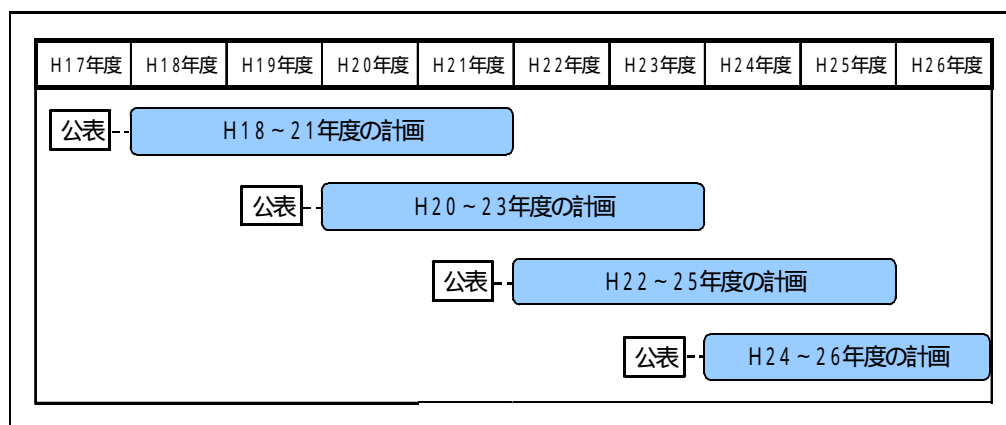 H17年度 H18年度 H19年度 H20年度 H21年度 H22年度 H23年度 H24年度 H25年度 H26年度
公表 H18~21年度の計画
公表 H20~23年度の計画
公表 H22~25年度の計画
公表 H24~26年度の計画